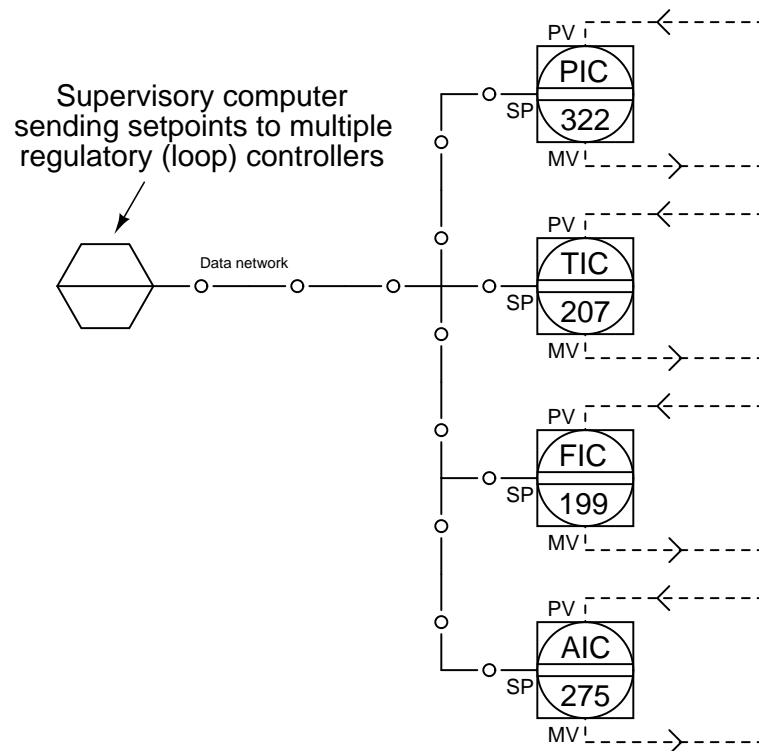 Supervisory computer
sending setpoints to multiple
regulatory (loop) controllers
Data network
PV
PIC
SP
322
MV
PV
TIC
SP
207
MV
PV
FIC
SP
199
MV
PV
AIC
SP
275
MV